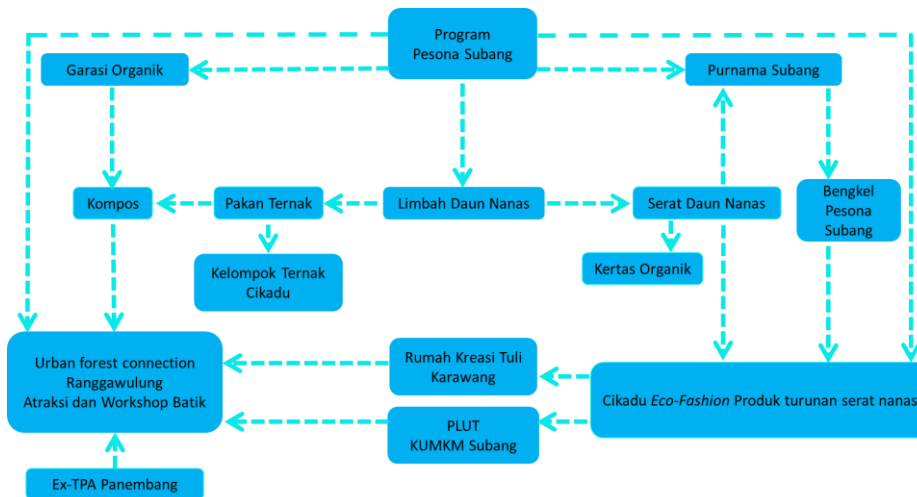 Program
Pesona Subang
Garasi Organik
Purnama Subang
Kompos
Pakan Ternak
Limbah Daun Nanas
Serat Daun Nanas
Bengkel
Pesona
Subang
Kelompok Ternak
Cikadu
Kertas Organik
Urban forest connection
Ranggawulung
Atraksi dan Workshop Batik
Rumah Kreasi Tuli
Karawang
Cikadu Eco-Fashion Produk turunan serat nanas
PLUT
KUMKM Subang
Ex-TPA Panembang